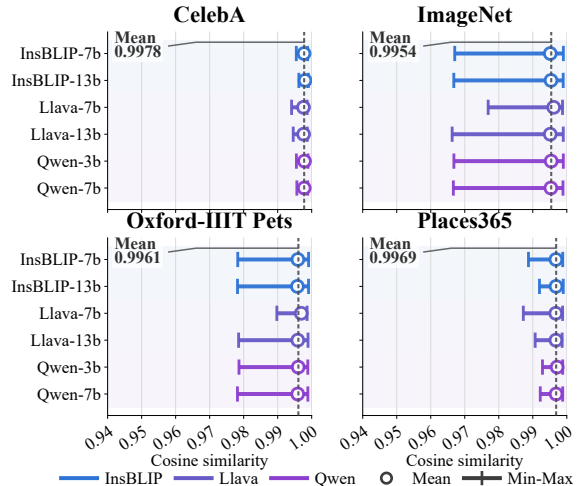 CelebA
ImageNet
Mean
0.9978
Mean
0.9954
InsBLIP-7b
InsBLIP-13b
Llava-7b
Llava-13b
Qwen-3b
Qwen-7b
Oxford-IIIT Pets
Places365
Mean
0.9961
Mean
0.9969
InsBLIP-7b
InsBLIP-13b
Llava-7b
Llava-13b
Qwen-3b
Qwen-7b
0.94 0.95 0.96 0.97 0.98 0.99 1.00
0.94 0.95 0.96 0.97 0.98 0.99 1.00
Cosine similarity
Cosine similarity
InsBLIP Llava Qwen Mean Min-Max